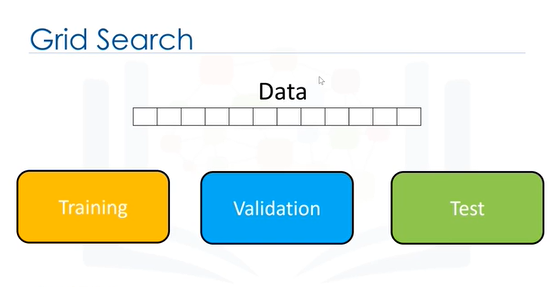 Grid Search
Data
Training
Validation
Test